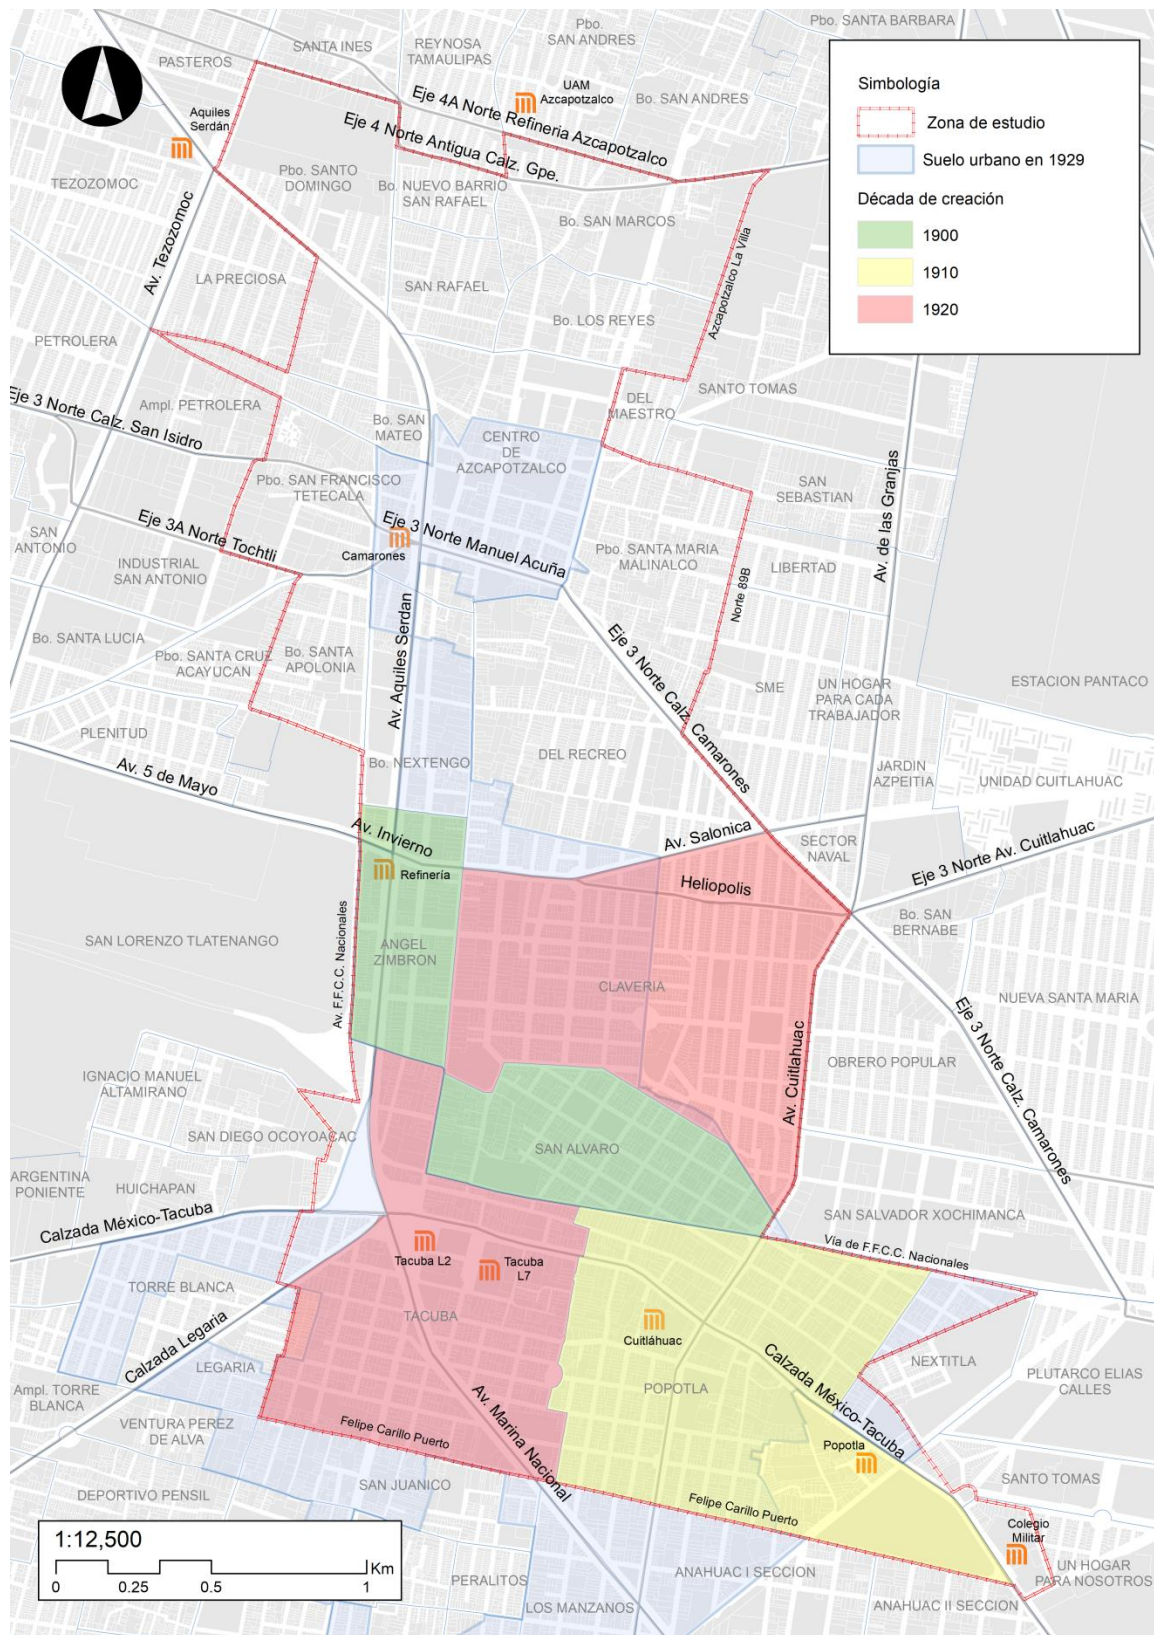 Pbo. SANTA BARBARA
Pbo.
SAN ANDRES
REYNOSA
TAMAULIPAS
SANTA INES
PASTEROS
UAM
Azcapotzalco
Bo. SAN ANDRES
Aquiles
Serdán
Eje 4A Norte Refineria Azcapotzalco
Eje 4 Norte Antigua Calz. Gpe.
TEZOZOMOC
Pbo. SANTO
DOMINGO
Bo. NUEVO BARRIO
SAN RAFAEL
Bo. SAN MARCOS
Av. Tezozomoc
LA PRECIOSA
SAN RAFAEL
Azcapotzalco La Villa
Bo. LOS REYES
PETROLERA
Simbología
Zona de estudio
Suelo urbano en 1929
Década de creación
1900
1910
1920
Ampl. PETROLERA
SANTO TOMAS
DEL
MAESTRO
Eje 3 Norte Calz. San Isidro
Bo. SAN
MATEO
CENTRO
DE
AZCAPOTZALCO
Pbo. SAN FRANCISCO
TETECALA
SAN
SEBASTIAN
Av. de las Granjas
SAN
ANTONIO
Eje 3A Norte Tochtli
INDUSTRIAL
SAN ANTONIO
Camarones
Eje 3 Norte Manuel Acuña
Pbo. SANTA MARIA
MALINALCO
LIBERTAD
Norte 89B
Bo. SANTA LUCIA
Pbo. SANTA CRUZ
ACAYUCAN
Bo. SANTA
APOLONIA
Av. Aquiles Serdan
Eje 3 Norte Calz. Camarones
SME
UN HOGAR
PARA CADA
TRABAJADOR
ESTACION PANTACO
PLENITUD
Av. 5 de Mayo
Bo. NEXTENGO
DEL RECREO
JARDIN
AZPEITIA
UNIDAD CUITLAHUAC
Av. Invierno
Av. Salonica
SECTOR
NAVAL
Eje 3 Norte Av. Cuitlahuac
Refinería
Heliopolis
Bo. SAN
BERNABE
SAN LORENZO TLATENANGO
Av. F.F.C.C. Nacionales
ANGEL
ZIMBRON
CLAVERIA
NUEVA SANTA MARIA
Av. Cuitlahuac
Eje 3 Norte Calz. Camarones
OBRERO POPULAR
IGNACIO MANUEL
ALTAMIRANO
SAN DIEGO OCOYOACAC
SAN ALVARO
ARGENTINA
PONIENTE
HUICHAPAN
Calzada México-Tacuba
SAN SALVADOR XOCHIMANCA
Vía de F.F.C.C. Nacionales
Tacuba L2
Tacuba
L7
TORRE BLANCA
TACUBA
Cuitláhuac
Calzada Legaria
LEGARIA
POPOTLA
Calzada México-Tacuba
NEXTITLA
PLUTARCO ELIAS
CALLES
Ampl. TORRE
BLANCA
VENTURA PEREZ
DE ALVA
Felipe Carillo Puerto
Av. Marina Nacional
Popotla
SAN JUANICO
SANTO TOMAS
DEPORTIVO PENSIL
Felipe Carillo Puerto
Colegio
Militar
1:12,500
Km
0
0.25
0.5
1
PERALITOS
ANAHUAC I SECCION
UN HOGAR
PARA NOSOTROS
LOS MANZANOS
ANAHUAC II SECCION